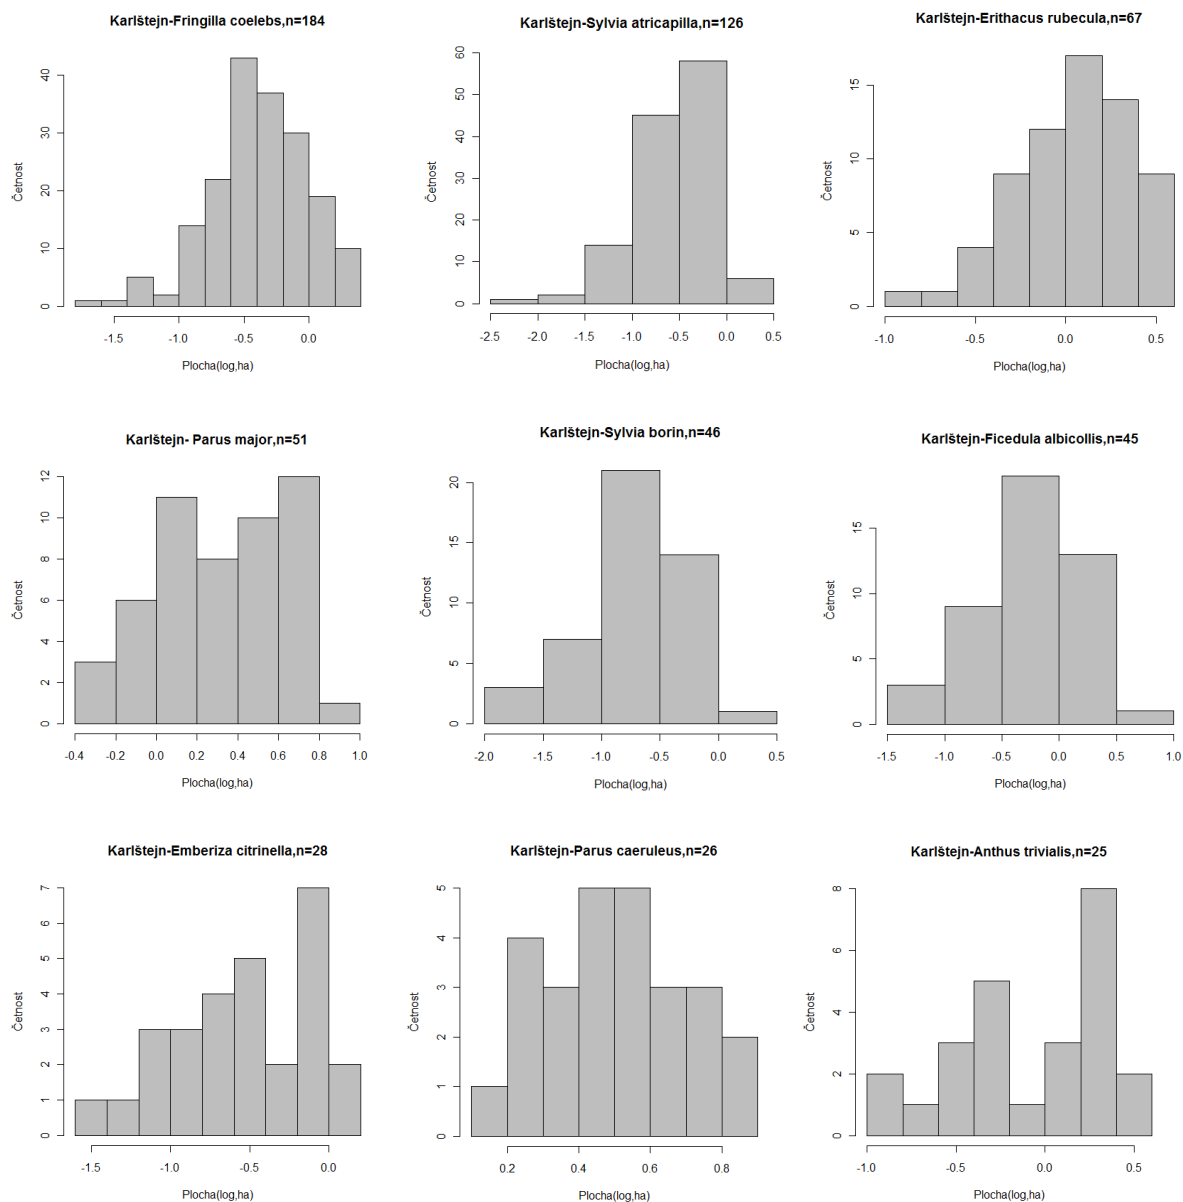 Karlštejn-Fringilla coelebs,n=184
Četnost
40
30
20
10
0
-1.5 -1.0 -0.5 0.0
Plocha(log,ha)
Karlštejn-Sylvia atricapilla,n=126
Četnost
60
50
40
30
20
10
0
-2.5 -2.0 -1.5 -1.0 -0.5 0.0 0.5
Plocha(log,ha)
Karlštejn-Erithacus rubecula,n=67
Četnost
15
10
5
0
-1.0 -0.5 0.0 0.5
Plocha(log,ha)
Karlštejn- Parus major,n=51
Četnost
12
10
8
6
4
2
0
-0.4 -0.2 0.0 0.2 0.4 0.6 0.8 1.0
Plocha(log,ha)
Karlštejn-Sylvia borin,n=46
Četnost
20
15
10
5
0
-2.0 -1.5 -1.0 -0.5 0.0 0.5
Plocha(log,ha)
Karlštejn-Ficedula albicollis,n=45
Četnost
15
10
5
0
-1.5 -1.0 -0.5 0.0 0.5 1.0
Plocha(log,ha)
Karlštejn-Emberiza citrinella,n=28
Četnost
7
6
5
4
3
2
1
0
-1.5 -1.0 -0.5 0.0
Plocha(log,ha)
Karlštejn-Parus caeruleus,n=26
Četnost
5
4
3
2
1
0
0.2 0.4 0.6 0.8
Plocha(log,ha)
Karlštejn-Anthus trivialis,n=25
Četnost
8
6
4
2
0
-1.0 -0.5 0.0 0.5
Plocha(log,ha)